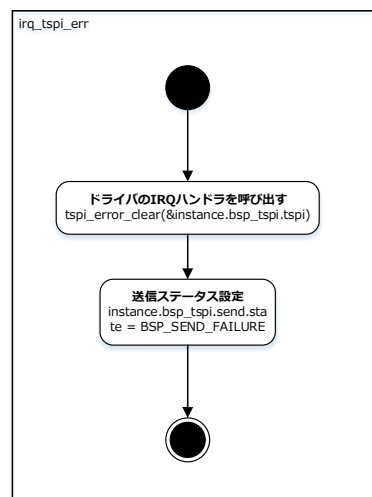 irq_tspi_err
ドライバのIRQハンドラを呼び出す
tspi_error_clear(&instance.bsp_tspi.tspi)
送信ステータス設定
instance.bsp_tspi.send.sta
te = BSP_SEND_FAILURE